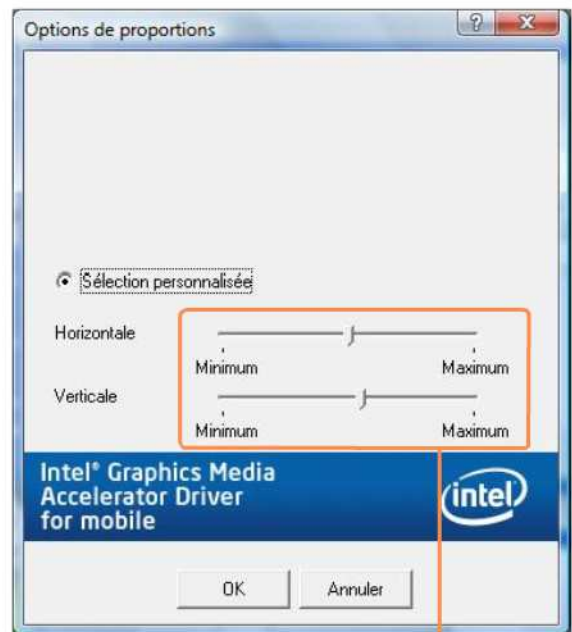 Options de proportions
Sélection personnalisée
Horizontale
Minimum Maximum
Verticale
Minimum Maximum
Intel® Graphics Media
Accelerator Driver
for mobile
intel
OK Annuler